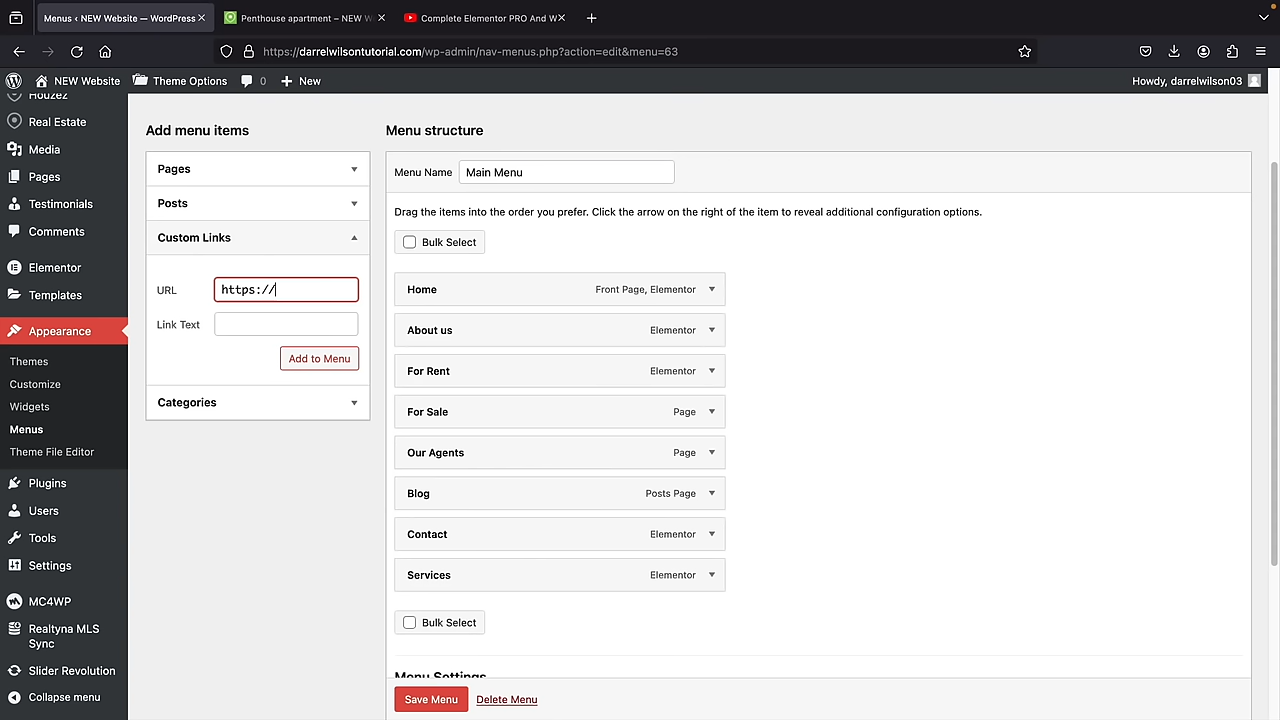 Menus ‹ NEW Website — WordPress
Penthouse apartment – NEW W
Complete Elementor PRO And W
https://darrelwilsontutorial.com/wp-admin/nav-menus.php?action=edit&menu=63
NEW Website
Theme Options
0
New
Howdy, darrelwilson03
Houzez
Real Estate
Media
Pages
Testimonials
Comments
Elementor
Templates
Appearance
Themes
Customize
Widgets
Menus
Theme File Editor
Plugins
Users
Tools
Settings
MC4WP
Realtyna MLS
Sync
Slider Revolution
Collapse menu
Add menu items
Pages
Posts
Custom Links
URL https://
Link Text
Add to Menu
Categories
Menu structure
Menu Name Main Menu
Drag the items into the order you prefer. Click the arrow on the right of the item to reveal additional configuration options.
Bulk Select
Home Front Page, Elementor
About us Elementor
For Rent Elementor
For Sale Page
Our Agents Page
Blog Posts Page
Contact Elementor
Services Elementor
Bulk Select
Menu Settings
Save Menu Delete Menu